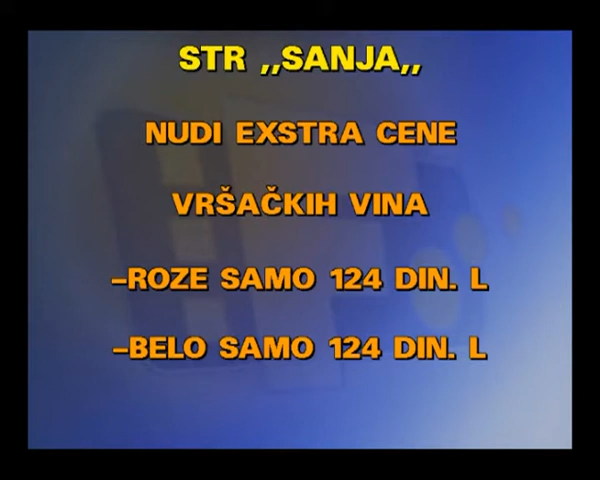 STR ,,SANJA,,
NUDI EXSTRA CENE
VRŠAČKIH VINA
-ROZE SAMO 124 DIN. L
-BELO SAMO 124 DIN. L